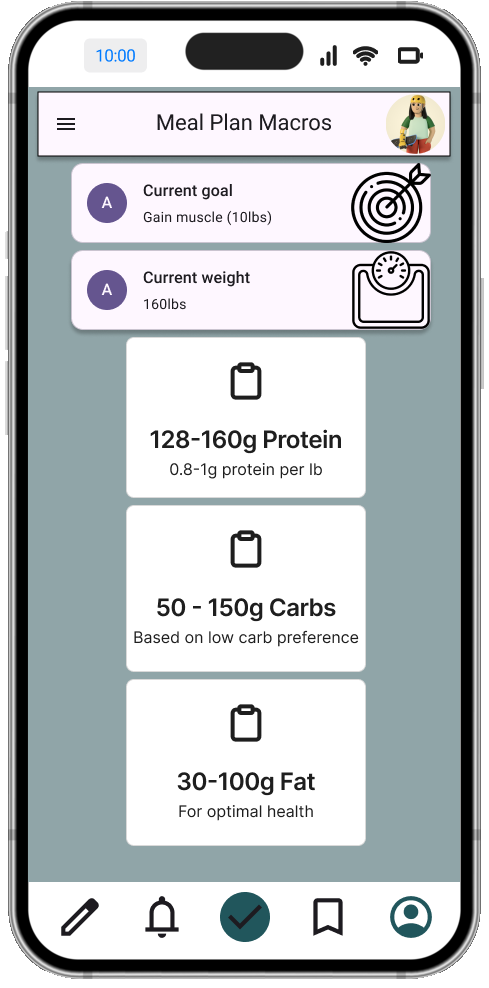 10:00
Meal Plan Macros
A
Current goal
Gain muscle (10lbs)
A
Current weight
160lbs
128-160g Protein
0.8-1g protein per lb
50 - 150g Carbs
Based on low carb preference
30-100g Fat
For optimal health